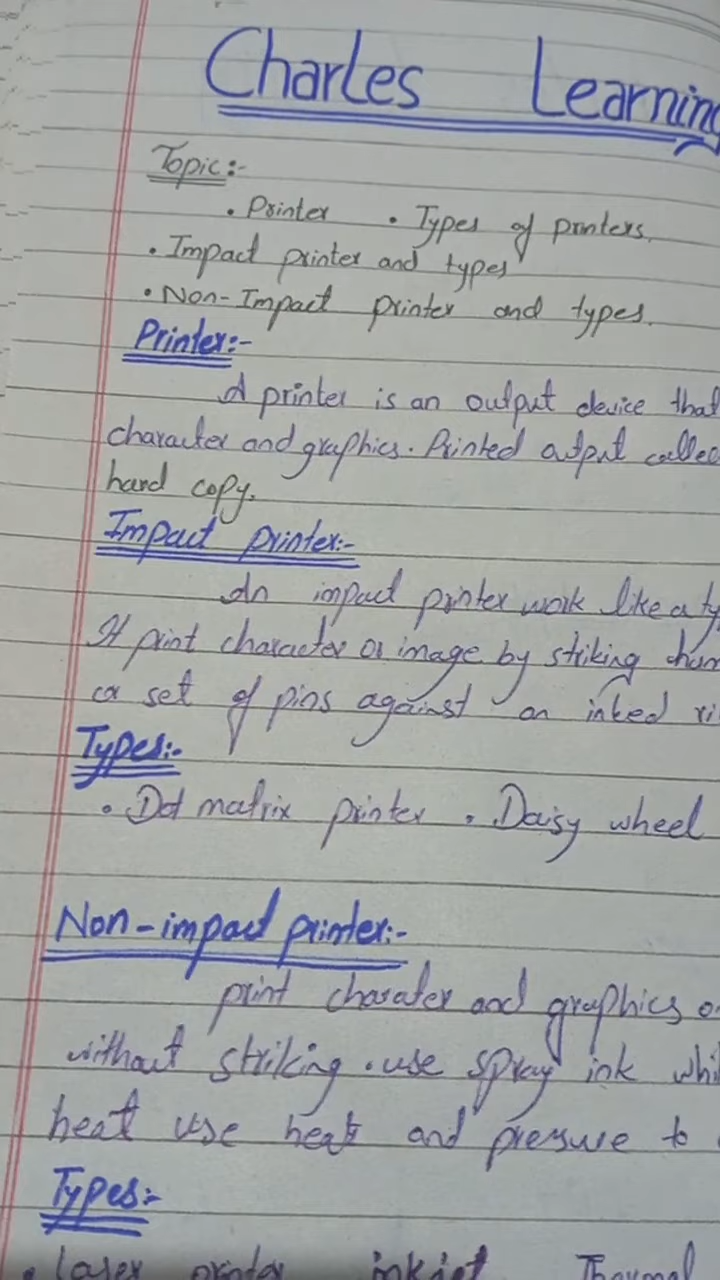 Charles Learning
Topic:-
• Printer • Types of printers.
• Impact printer and types
• Non-Impact printer and types.
Printer:-
A printer is an output device that
character and graphics. Printed output called
hard copy.
Impact printer:-
An impact printer work like a
It print character or image by striking
or set of pins against an inked
Types:-
• Dot matrix printer • Daisy wheel
Non-impact printer:-
print charater and graphics
without striking. use spray ink
heat use heat and pressure to
Types:-
• Laser printer inkjet Thermal